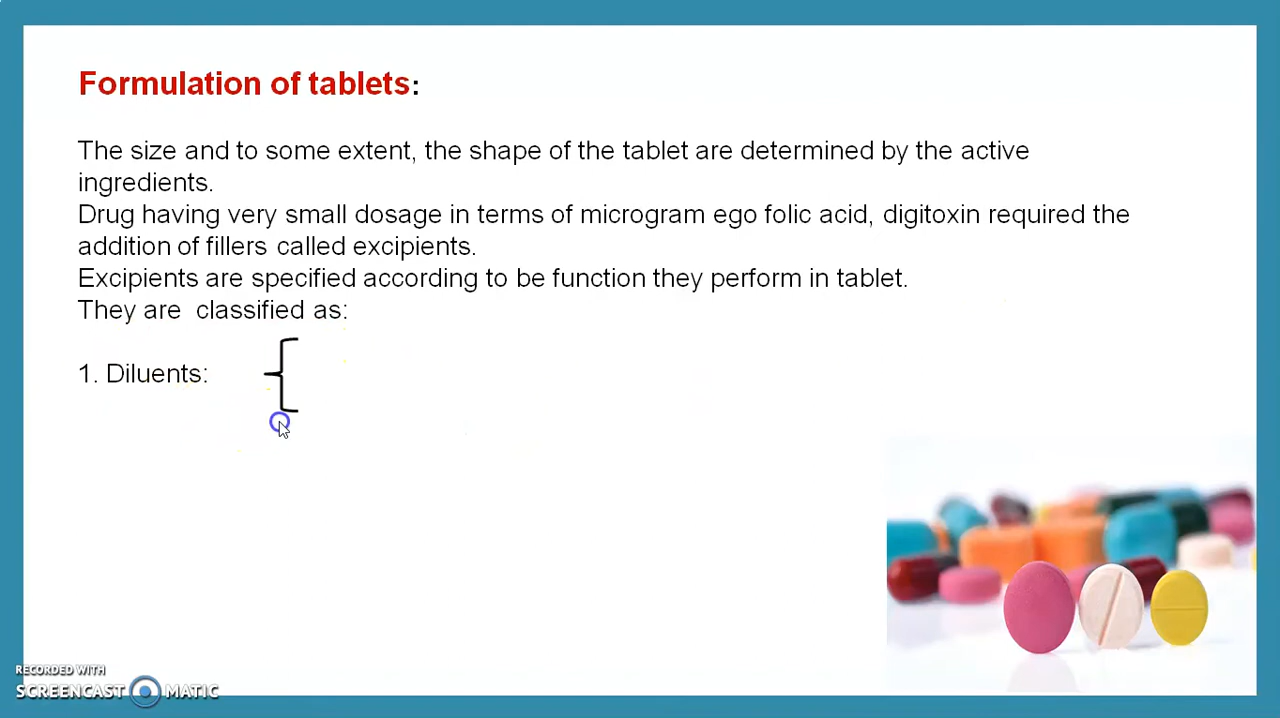 Formulation of tablets:
The size and to some extent, the shape of the tablet are determined by the active
ingredients.
Drug having very small dosage in terms of microgram ego folic acid, digitoxin required the
addition of fillers called excipients.
Excipients are specified according to be function they perform in tablet.
They are classified as:
1. Diluents:
RECORDED WITH
SCREENCAST MATIC